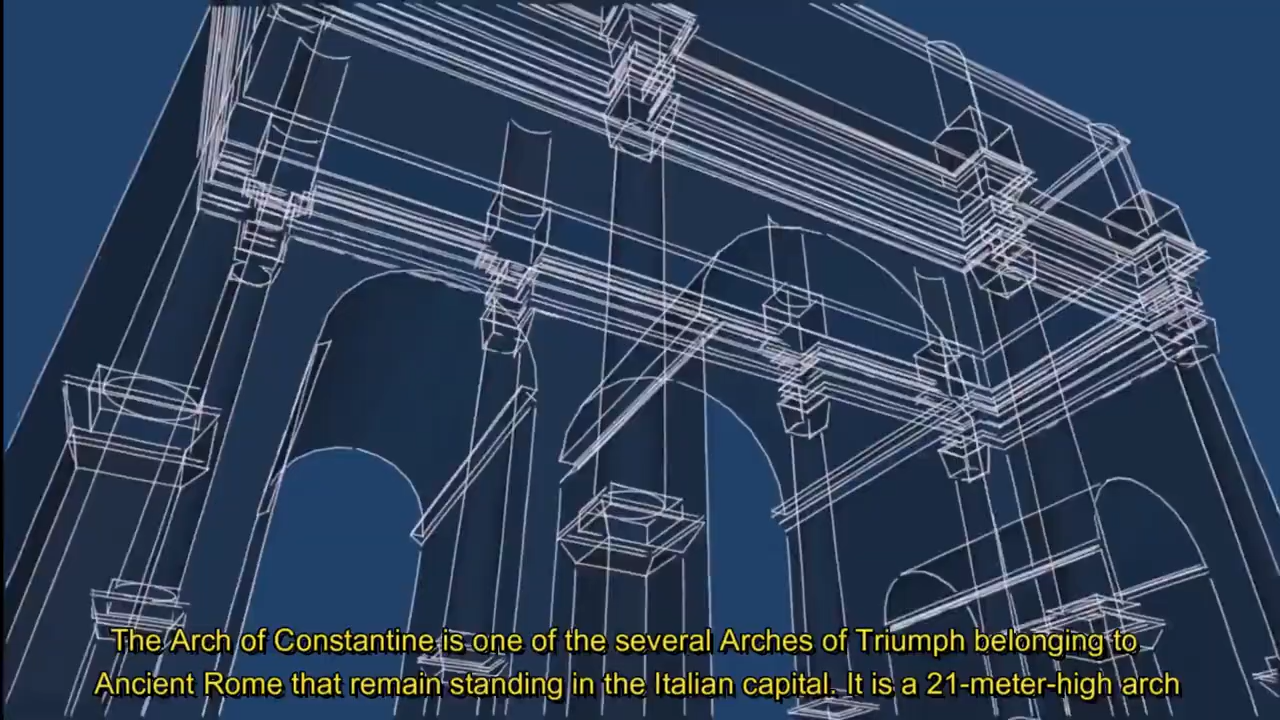 The Arch of Constantine is one of the several Arches of Triumph belonging to
Ancient Rome that remain standing in the Italian capital. It is a 21-meter-high arch